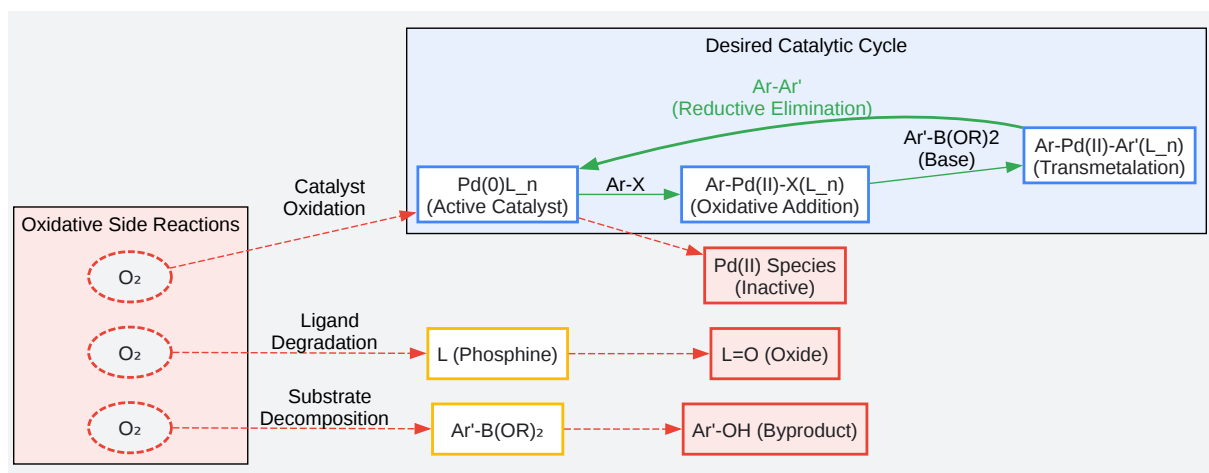 Desired Catalytic Cycle
Ar-Ar'
(Reductive Elimination)
Ar'-B(OR)2
(Base)
Ar-Pd(II)-Ar'(L_n)
(Transmetalation)
Catalyst
Oxidation
Pd(0)L_n
(Active Catalyst)
Ar-X
Ar-Pd(II)-X(L_n)
(Oxidative Addition)
Oxidative Side Reactions
O₂
Pd(II) Species
(Inactive)
O₂
Ligand
Degradation
L (Phosphine)
L=O (Oxide)
O₂
Substrate
Decomposition
Ar'-B(OR)₂
Ar'-OH (Byproduct)